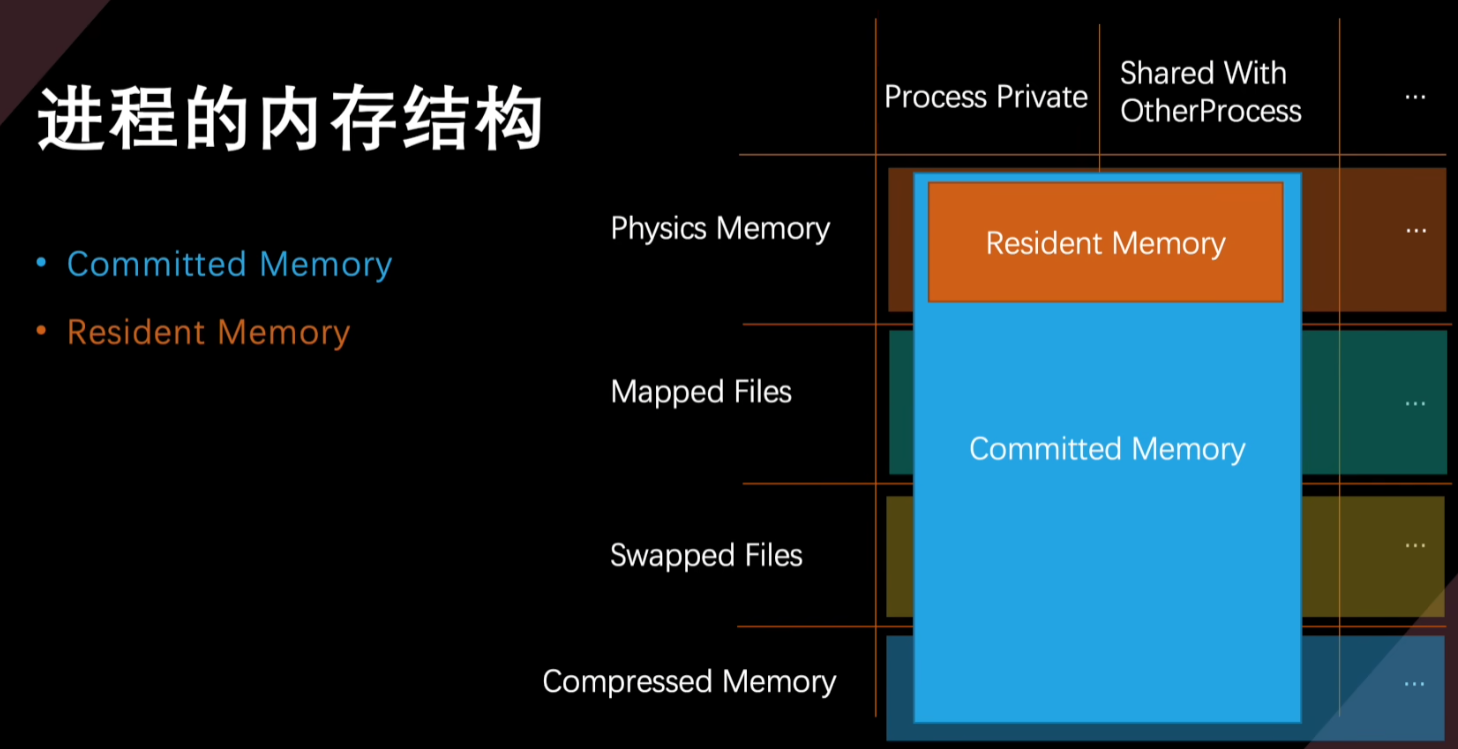 进程的内存结构
• Committed Memory
• Resident Memory
Process Private
Shared With
OtherProcess
...
Physics Memory
Resident Memory
...
Mapped Files
...
Committed Memory
Swapped Files
...
Compressed Memory
...